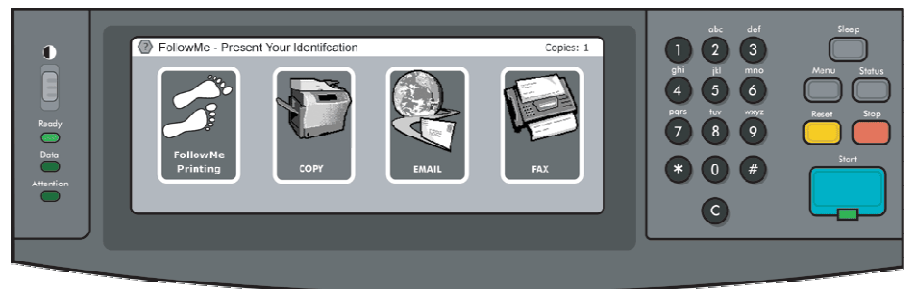 ? FollowMe - Present Your Identifcation Copies: 1
FollowMe
Printing
COPY
EMAIL
FAX
Ready
Data
Attention
abc def
1 2 3
ghi jkl mno
4 5 6
pqrs tuv wxyz
7 8 9
* 0 #
C
Sleep
Menu Status
Reset Stop
Start